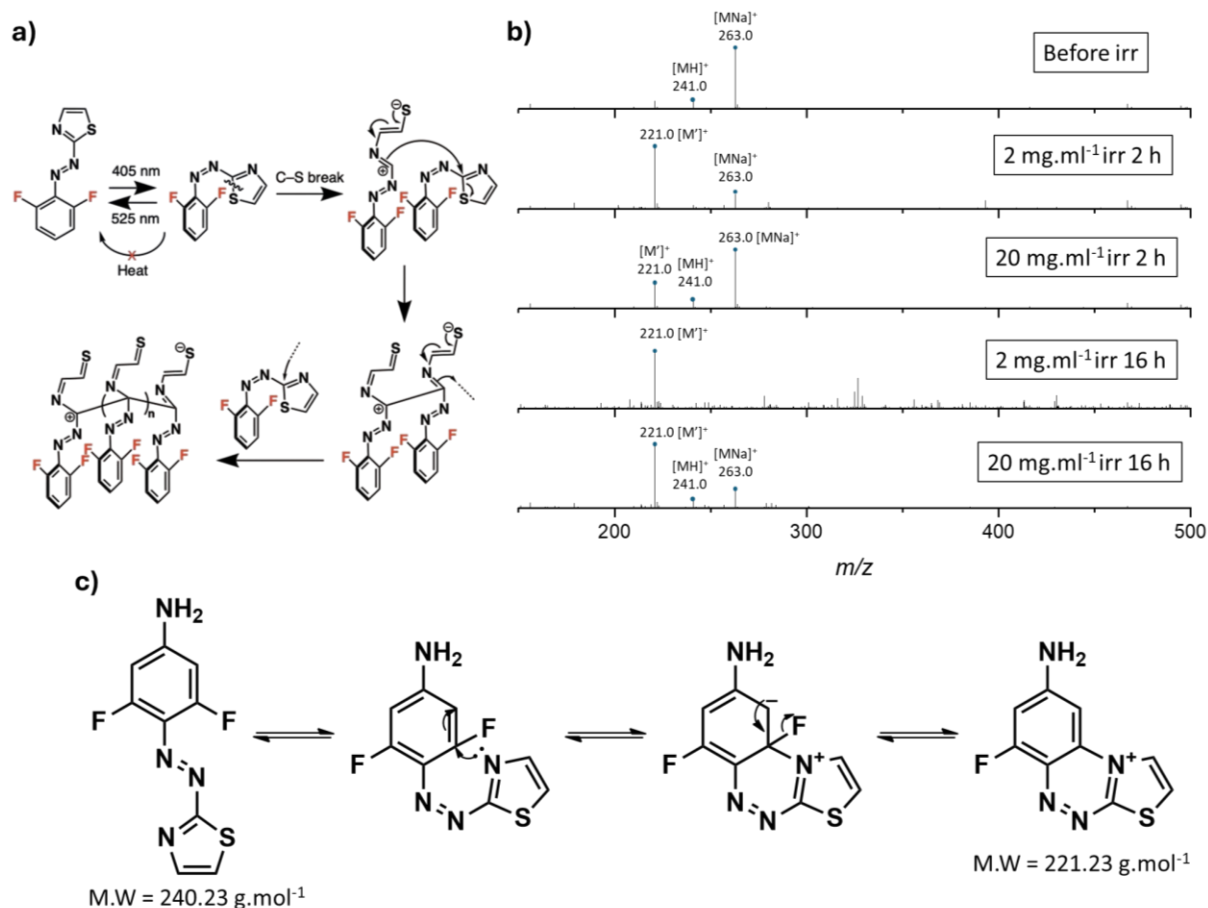 a)
N
S
N
N
F
F
405 nm
525 nm
Heat
N
N
N
F
F
S
C–S break
S
N
N
N
F
F
N
N
N
F
F
S
S
N
N
N
F
F
S
N
N
N
F
F
N
N
N
F
F
S
S
N
N
N
F
F
S
N
N
N
F
F
n
S
N
N
N
F
F
b)
[MNa]+
263.0
[MH]+
241.0
Before irr
221.0 [M']+
[MNa]+
263.0
2 mg.ml-1 irr 2 h
[M']+
221.0
[MH]+
241.0
263.0 [MNa]+
20 mg.ml-1 irr 2 h
221.0 [M']+
2 mg.ml-1 irr 16 h
221.0 [M']+
[MH]+
241.0
[MNa]+
263.0
20 mg.ml-1 irr 16 h
200 300 400 500
m/z
c)
NH2
F
F
N
N
N
S
M.W = 240.23 g.mol-1
NH2
F
F
N
N
N
S
NH2
F
F
N+
N
N
S
NH2
F
N+
N
N
S
M.W = 221.23 g.mol-1